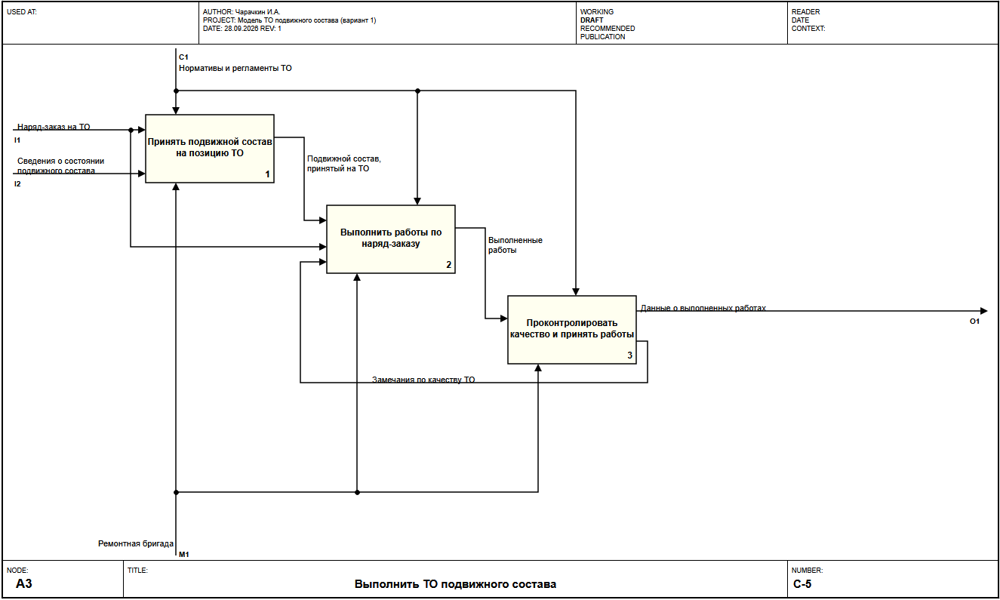 USED AT:
AUTHOR: Чарачкин И.А.
PROJECT: Модель ТО подвижного состава (вариант 1)
DATE: 28.09.2026 REV: 1
WORKING
DRAFT
RECOMMENDED
PUBLICATION
READER
DATE
CONTEXT:
C1
Нормативы и регламенты ТО
Наряд-заказ на ТО
I1
Сведения о состоянии
подвижного состава
I2
Принять подвижной состав
на позицию ТО
1
Подвижной состав,
принятый на ТО
Выполнить работы по
наряд-заказу
2
Выполненные
работы
Проконтролировать
качество и принять работы
3
Данные о выполненных работах
O1
Замечания по качеству ТО
Ремонтная бригада
M1
NODE:
A3
TITLE:
Выполнить ТО подвижного состава
NUMBER:
C-5